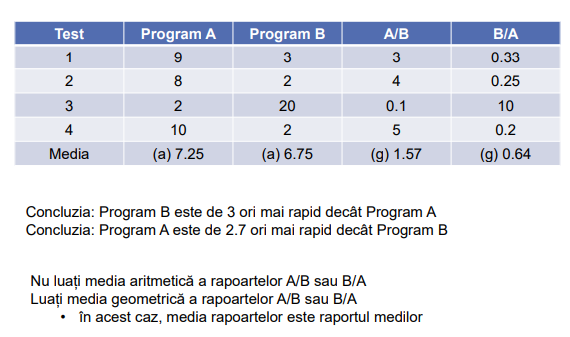 Test Program A Program B A/B B/A
1 9 3 3 0.33
2 8 2 4 0.25
3 2 20 0.1 10
4 10 2 5 0.2
Media (a) 7.25 (a) 6.75 (g) 1.57 (g) 0.64
Concluzia: Program B este de 3 ori mai rapid decât Program A
Concluzia: Program A este de 2.7 ori mai rapid decât Program B
Nu luați media aritmetică a rapoartelor A/B sau B/A
Luați media geometrică a rapoartelor A/B sau B/A
• în acest caz, media rapoartelor este raportul medilor